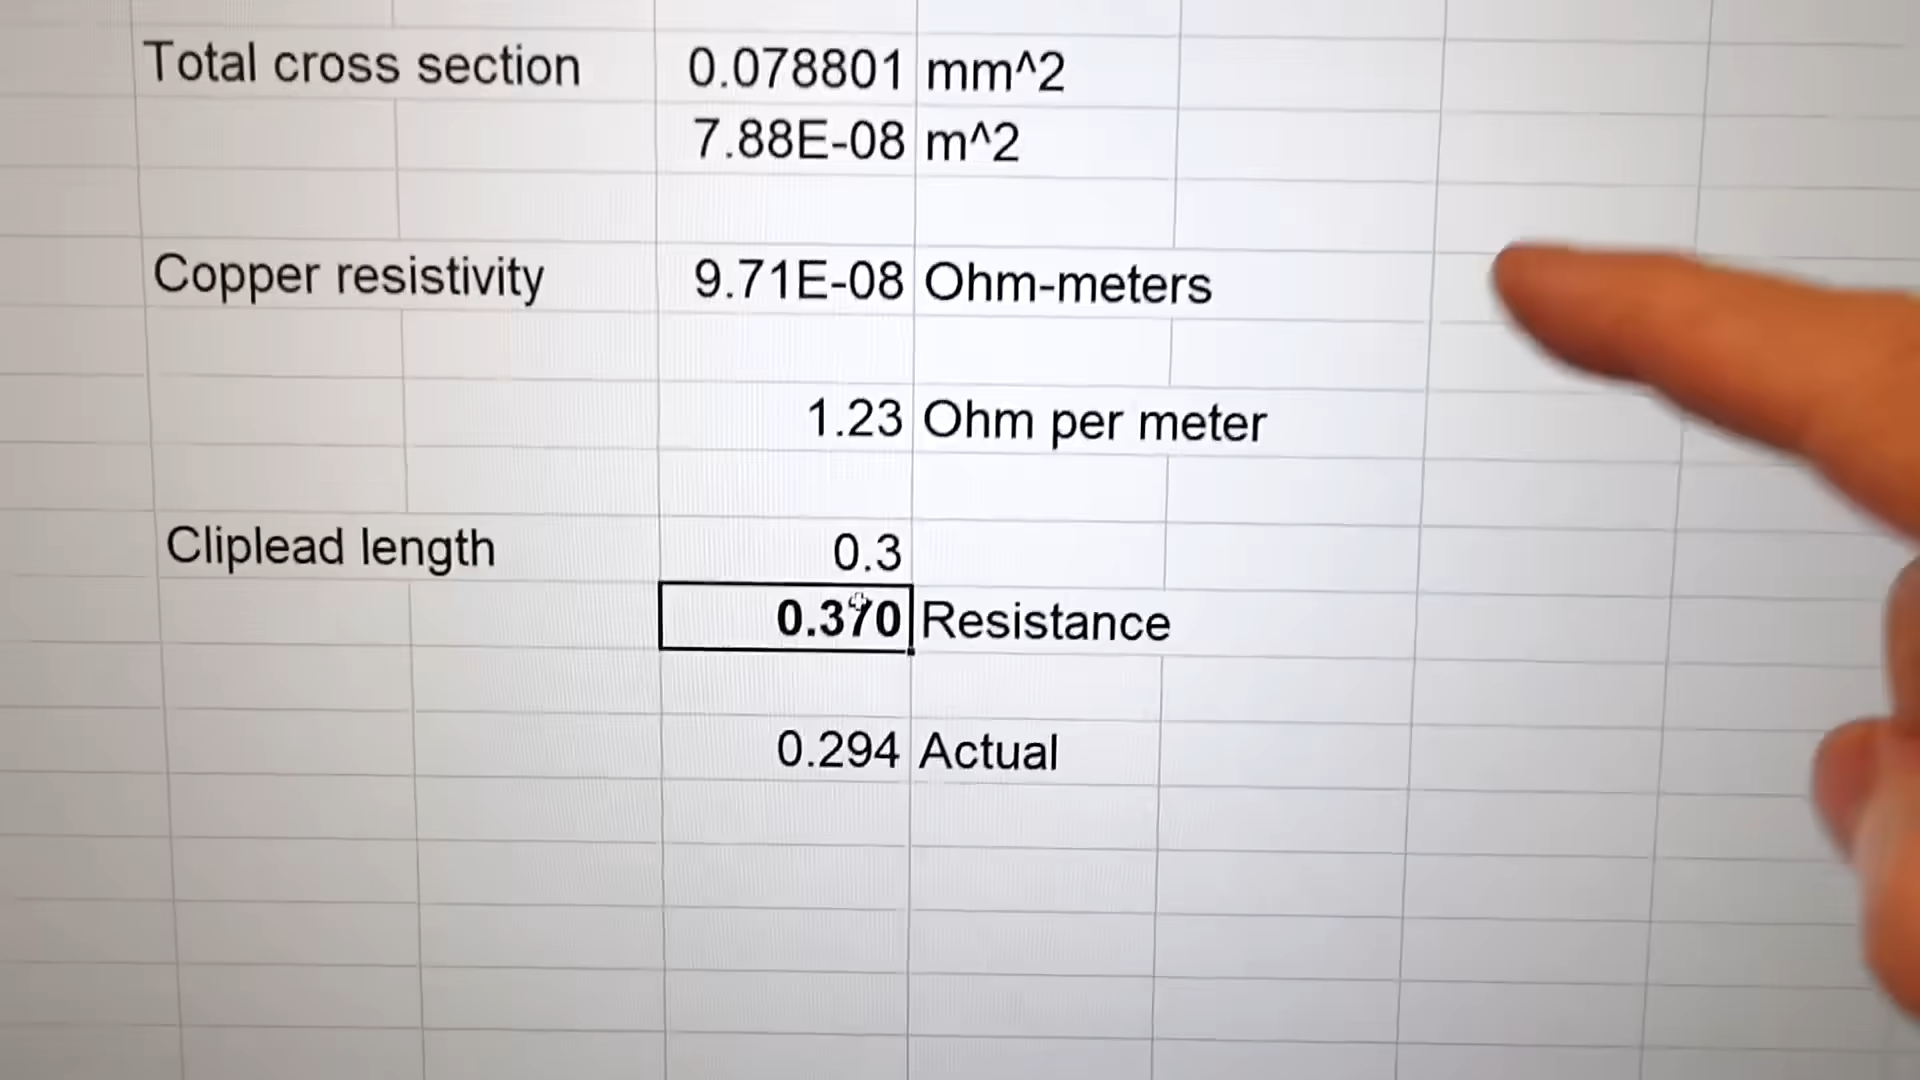 Total cross section 0.078801 mm^2
7.88E-08 m^2
Copper resistivity 9.71E-08 Ohm-meters
1.23 Ohm per meter
Cliplead length 0.3
0.370 Resistance
0.294 Actual